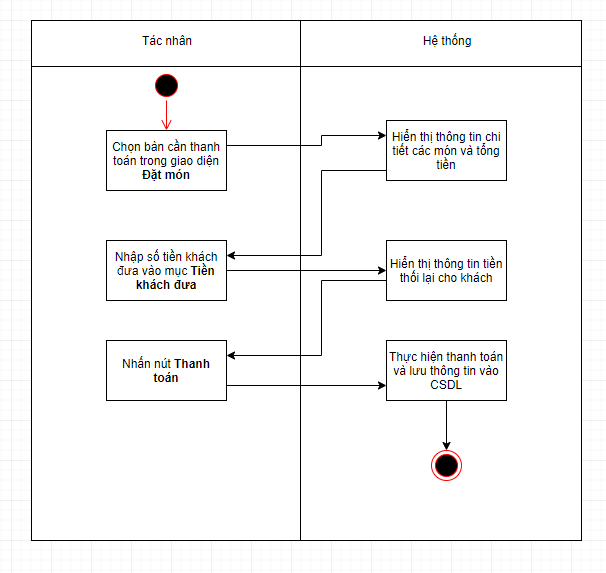 Tác nhân
Hệ thống
Chọn bản cần thanh
toán trong giao diện
Đặt món
Hiển thị thông tin chi
tiết các món và tổng
tiền
Nhập số tiền khách
đưa vào mục Tiền
khách đưa
Hiển thị thông tin tiền
thối lại cho khách
Nhấn nút Thanh
toán
Thực hiện thanh toán
và lưu thông tin vào
CSDL